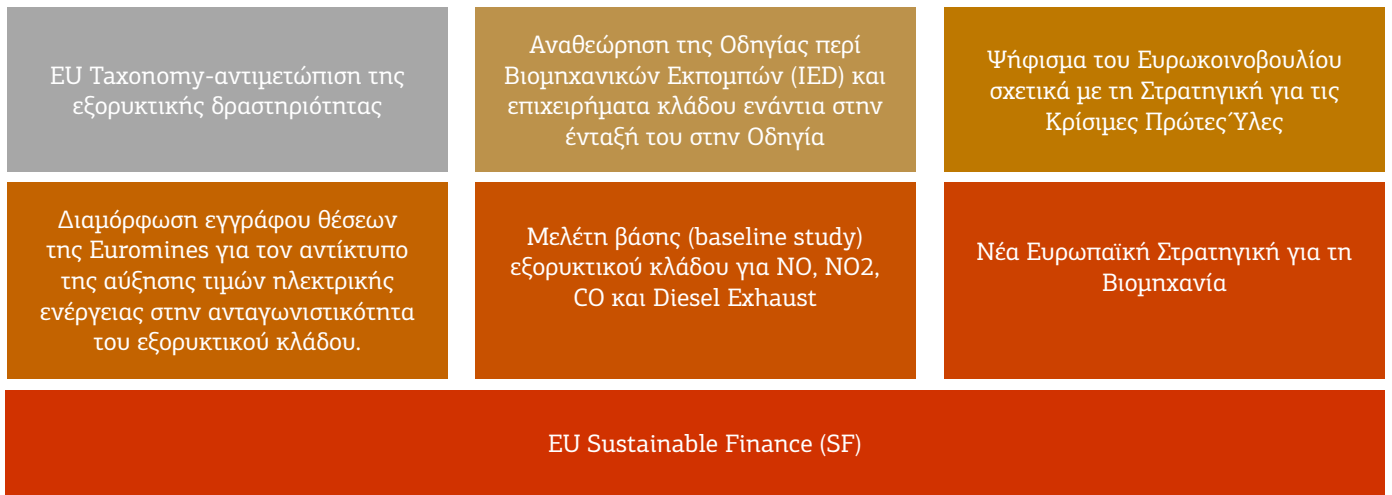 EU Taxonomy-αντιμετώπιση της
εξορυκτικής δραστηριότητας
Αναθεώρηση της Οδηγίας περί
Βιομηχανικών Εκπομπών (IED) και
επιχειρήματα κλάδου ενάντια στην
ένταξή του στην Οδηγία
Ψήφισμα του Ευρωκοινοβουλίου
σχετικά με τη Στρατηγική για τις
Κρίσιμες Πρώτες Ύλες
Διαμόρφωση εγγράφου θέσεων
της Euromines για τον αντίκτυπο
της αύξησης τιμών ηλεκτρικής
ενέργειας στην ανταγωνιστικότητα
του εξορυκτικού κλάδου.
Μελέτη βάσης (baseline study)
εξορυκτικού κλάδου για NO, NO2,
CO και Diesel Exhaust
Νέα Ευρωπαϊκή Στρατηγική για τη
Βιομηχανία
EU Sustainable Finance (SF)